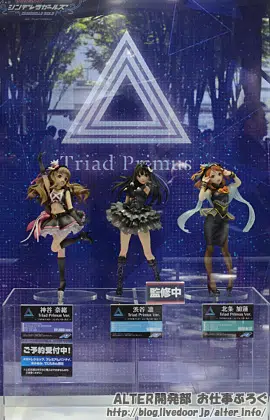 シンデレラガールズ
Triad Primus
監修中
神谷 奈緒
Triad Primus Ver.
渋谷 凛
Triad Primus Ver.
北条 加蓮
Triad Primus Ver.
ご予約受付中!
ALTER開発部 お仕事ぶろぐ
http://blog.livedoor.jp/alter_info/